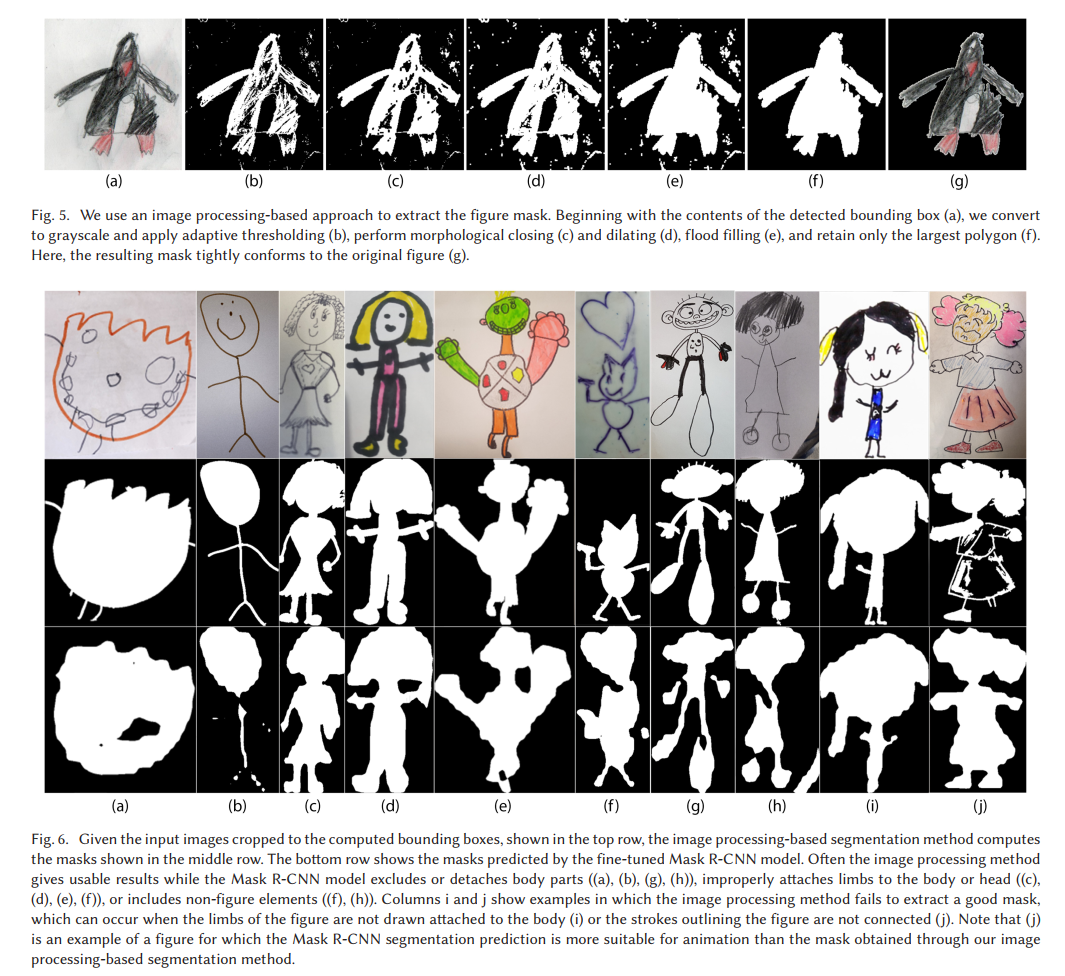 (a) (b) (c) (d) (e) (f) (g)
Fig. 5. We use an image processing-based approach to extract the figure mask. Beginning with the contents of the detected bounding box (a), we convert
to grayscale and apply adaptive thresholding (b), perform morphological closing (c) and dilating (d), flood filling (e), and retain only the largest polygon (f).
Here, the resulting mask tightly conforms to the original figure (g).
(a) (b) (c) (d) (e) (f) (g) (h) (i) (j)
Fig. 6. Given the input images cropped to the computed bounding boxes, shown in the top row, the image processing-based segmentation method computes
the masks shown in the middle row. The bottom row shows the masks predicted by the fine-tuned Mask R-CNN model. Often the image processing method
gives usable results while the Mask R-CNN model excludes or detaches body parts ((a), (b), (g), (h)), improperly attaches limbs to the body or head ((c),
(d), (e), (f)), or includes non-figure elements ((f), (h)). Columns i and j show examples in which the image processing method fails to extract a good mask,
which can occur when the limbs of the figure are not drawn attached to the body (i) or the strokes outlining the figure are not connected (j). Note that (j)
is an example of a figure for which the Mask R-CNN segmentation prediction is more suitable for animation than the mask obtained through our image
processing-based segmentation method.